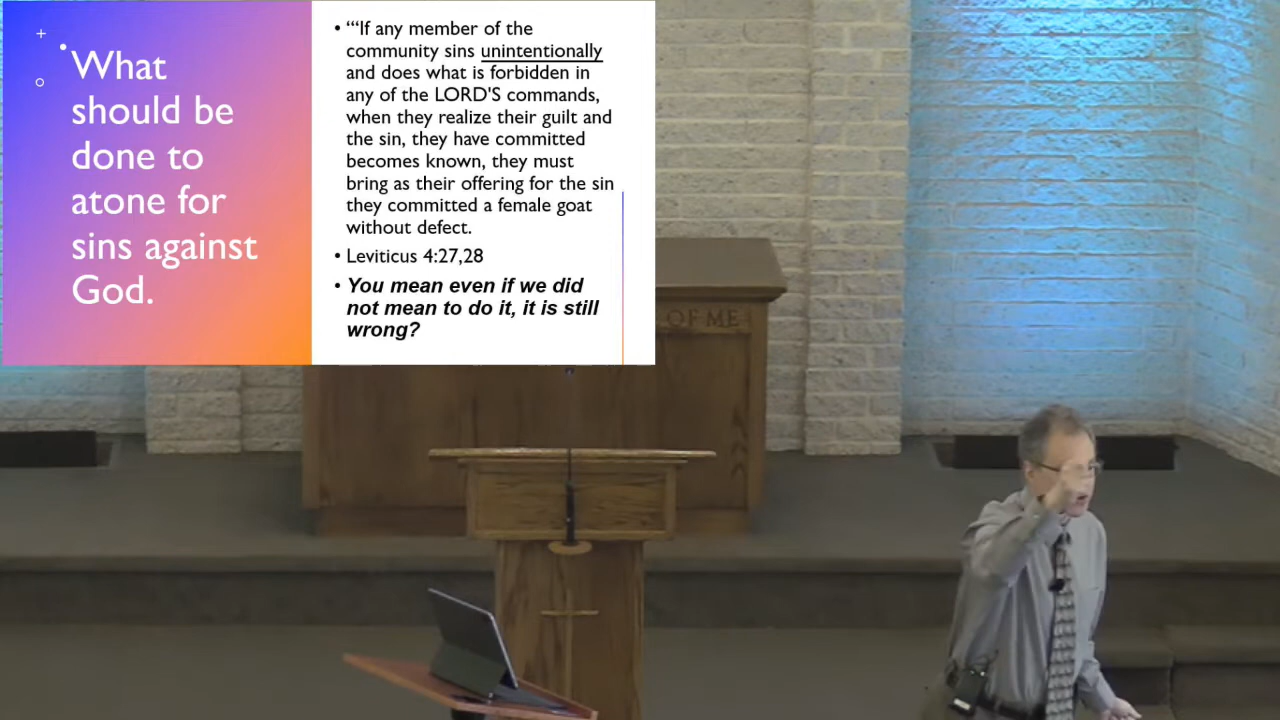 What
should be
done to
atone for
sins against
God.
• “‘If any member of the
community sins unintentionally
and does what is forbidden in
any of the LORD'S commands,
when they realize their guilt and
the sin, they have committed
becomes known, they must
bring as their offering for the sin
they committed a female goat
without defect.
• Leviticus 4:27,28
• You mean even if we did
not mean to do it, it is still
wrong?
OF ME